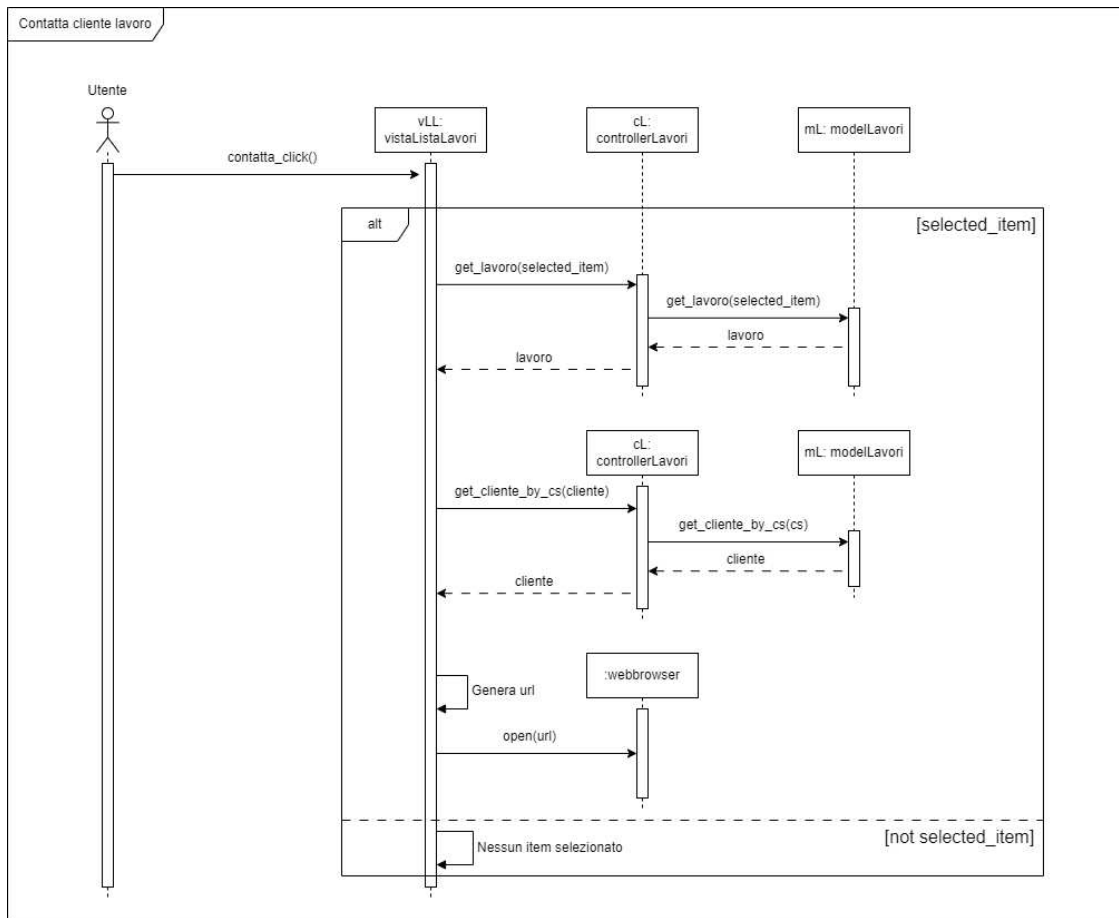 Contatta cliente lavoro
Utente
vLL:
vistaListaLavori
cL:
controllerLavori
mL: modelLavori
contatta_click()
alt
[selected_item]
get_lavoro(selected_item)
get_lavoro(selected_item)
lavoro
lavoro
cL:
controllerLavori
mL: modelLavori
get_cliente_by_cs(cliente)
get_cliente_by_cs(cs)
cliente
cliente
:webbrowser
Genera url
open(url)
[not selected_item]
Nessun item selezionato